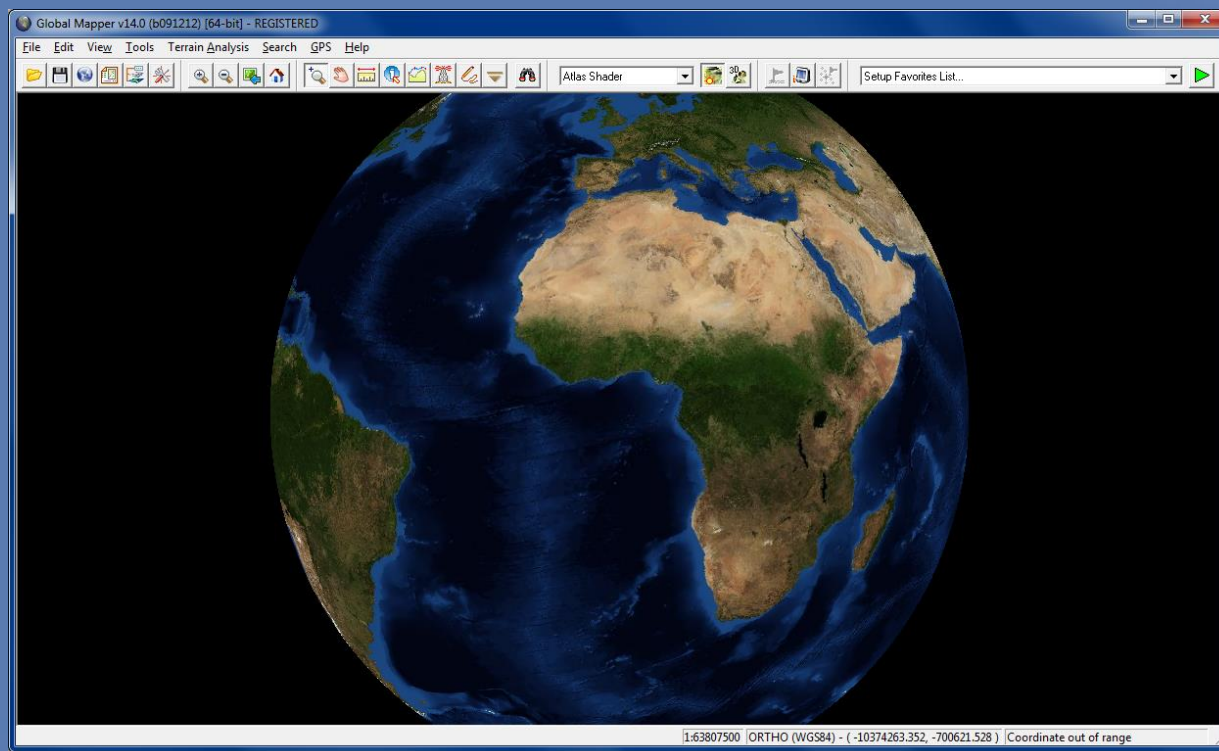 Global Mapper v14.0 (b091212) [64-bit] - REGISTERED
File Edit View Tools Terrain Analysis Search GPS Help
Atlas Shader 3D Setup Favorites List...
1:63807500 ORTHO (WGS84) - ( -10374263.352, -700621.528 ) Coordinate out of range